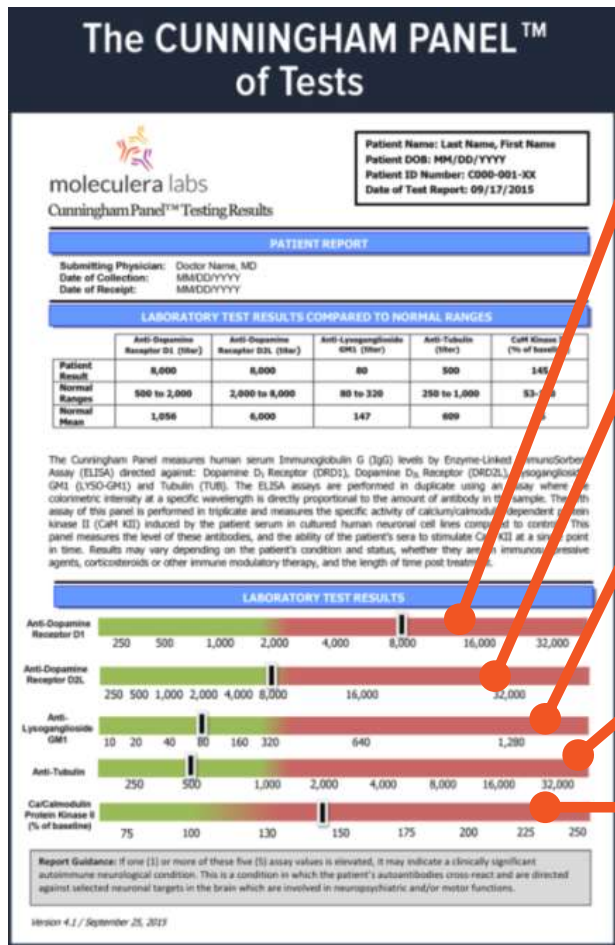 The CUNNINGHAM PANEL™
of Tests
moleculera labs
Cunningham Panel™ Testing Results
Patient Name: Last Name, First Name
Patient DOB: MM/DD/YYYY
Patient ID Number: C000-001-XX
Date of Test Report: 09/17/2015
PATIENT REPORT
Submitting Physician: Doctor Name, MD
Date of Collection: MM/DD/YYYY
Date of Receipt: MM/DD/YYYY
LABORATORY TEST RESULTS COMPARED TO NORMAL RANGES
Anti-Dopamine Anti-Dopamine Anti-Lysoganglioside Anti-Tubulin CaM Kinase
Receptor D1 (titer) Receptor D2L (titer) GM1 (titer) (titer) (% of baseline)
Patient Result 8,000 8,000 80 500 145
Normal Ranges 500 to 2,000 2,000 to 8,000 80 to 320 250 to 1,000 53-
Normal Mean 1,056 6,000 147 609
The Cunningham Panel measures human serum Immunoglobulin G (IgG) levels by Enzyme-Linked
Assay (ELISA) directed against: Dopamine D1 Receptor (DRD1), Dopamine D2L Receptor (DRD2L),
GM1 (LYSO-GM1) and Tubulin (TUB). The ELISA assays are performed in duplicate using an assay where
colorimetric intensity at a specific wavelength is directly proportional to the amount of antibody in the sample. The
assay of this panel is performed in triplicate and measures the specific activity of calcium/calmodulin dependent
kinase II (CaM KII) induced by the patient serum in cultured human neuronal cell lines compared to controls. This
panel measures the level of these antibodies, and the ability of the patient's sera to stimulate CaM KII at a single point
in time. Results may vary depending on the patient's condition and status, whether they are on immunosuppressive
agents, corticosteroids or other immune modulatory therapy, and the length of time post treatment.
LABORATORY TEST RESULTS
Anti-Dopamine
Receptor D1
250 500 1,000 2,000 4,000 8,000 16,000 32,000
Anti-Dopamine
Receptor D2L
250 500 1,000 2,000 4,000 8,000 16,000 32,000
Anti-
Lysoganglioside
GM1
10 20 40 80 160 320 640 1,280
Anti-Tubulin
250 500 1,000 2,000 4,000 8,000 16,000 32,000
Ca/Calmodulin
Protein Kinase II
(% of baseline)
75 100 130 150 175 200 225 250
Report Guidance: If one (1) or more of these five (5) assay values is elevated, it may indicate a clinically significant
autoimmune neurological condition. This is a condition in which the patient's autoantibodies cross-react and are directed
against selected neuronal targets in the brain which are involved in neuropsychiatric and/or motor functions.
Version 4.1 / September 25, 2015